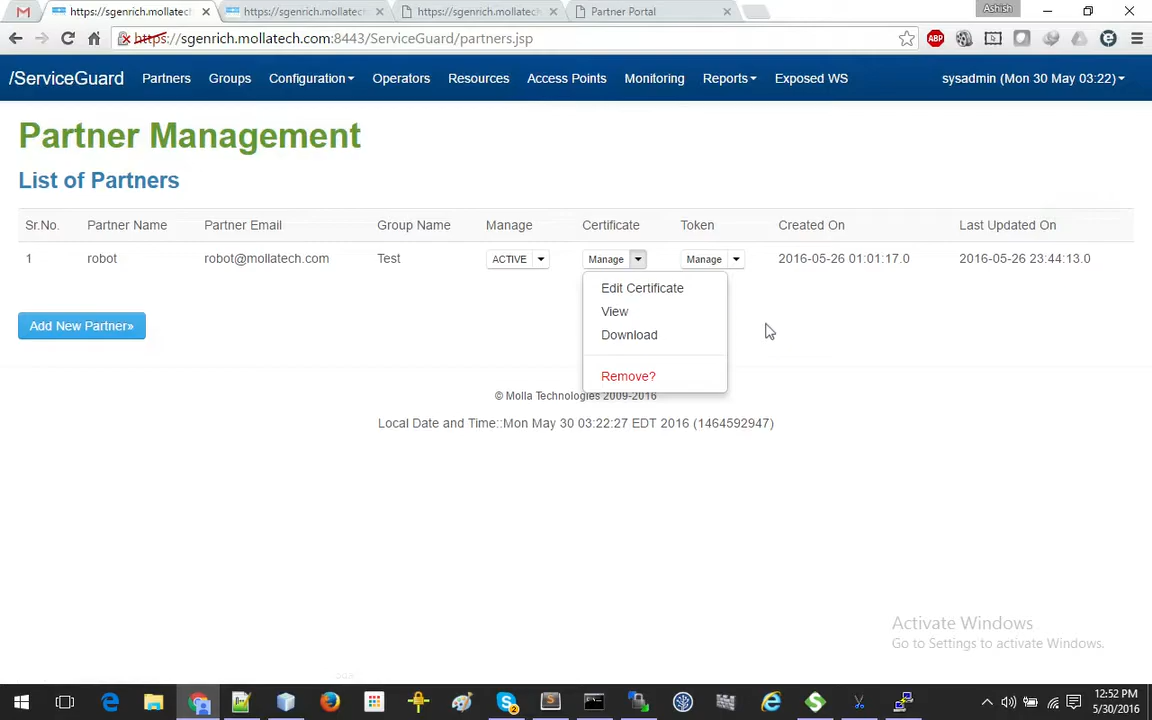 https://sgenrich.mollatech
https://sgenrich.mollatech
https://sgenrich.mollatech
Partner Portal
Ashish
https://sgenrich.mollatech.com:8443/ServiceGuard/partners.jsp
ABP
/ServiceGuard Partners Groups Configuration Operators Resources Access Points Monitoring Reports Exposed WS sysadmin (Mon 30 May 03:22)
Partner Management
List of Partners
Sr.No. Partner Name Partner Email Group Name Manage Certificate Token Created On Last Updated On
1 robot robot@mollatech.com Test ACTIVE Manage Manage 2016-05-26 01:01:17.0 2016-05-26 23:44:13.0
Edit Certificate
View
Download
Remove?
Add New Partner»
© Molla Technologies 2009-2016
Local Date and Time::Mon May 30 03:22:27 EDT 2016 (1464592947)
Activate Windows
Go to Settings to activate Windows.
12:52 PM
5/30/2016